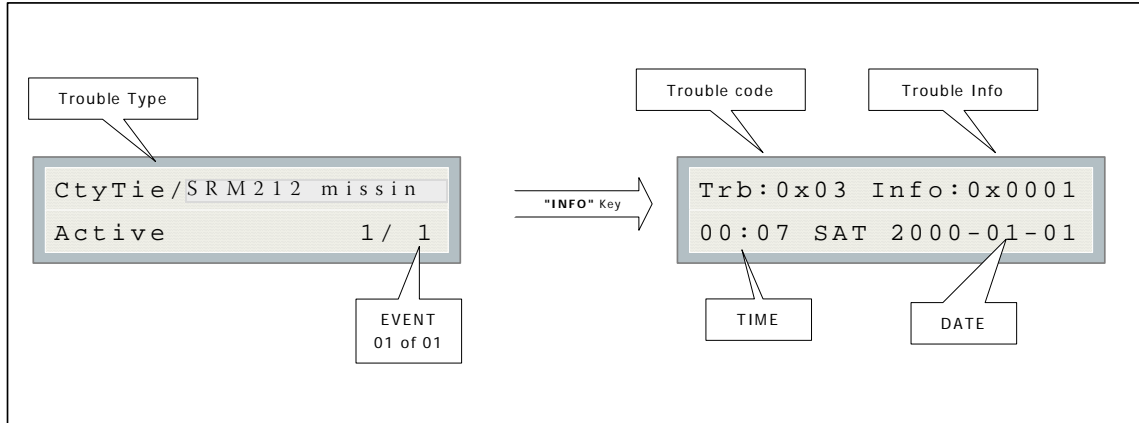 Trouble Type
CtyTie/SRM212 missin
Active 1/ 1
EVENT
01 of 01
"INFO" Key
Trouble code
Trouble Info
Trb:0x03 Info:0x0001
00:07 SAT 2000-01-01
TIME
DATE